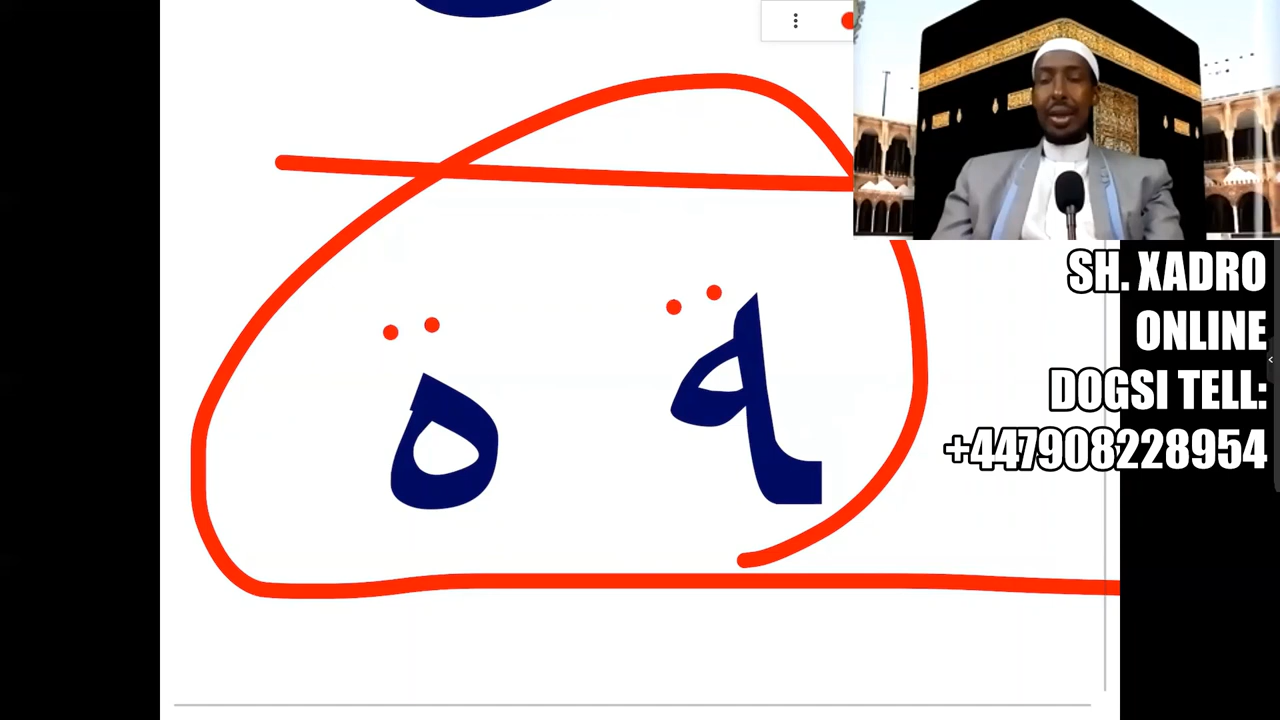 ـة ة
SH. XADRO
ONLINE
DOGSI TELL:
+447908228954